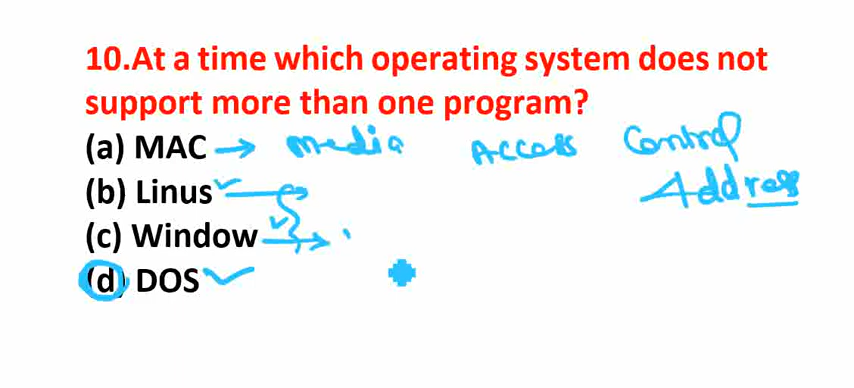 10.At a time which operating system does not
support more than one program?
(a) MAC → Media Access Control
Address
(b) Linus
(c) Window
(d) DOS